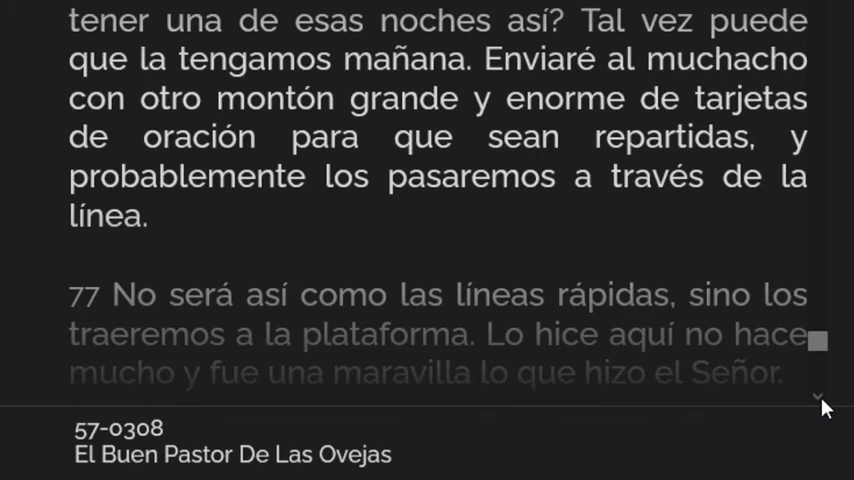 tener una de esas noches así? Tal vez puede
que la tengamos mañana. Enviaré al muchacho
con otro montón grande y enorme de tarjetas
de oración para que sean repartidas, y
probablemente los pasaremos a través de la
línea.
77 No será así como las líneas rápidas, sino los
traeremos a la plataforma. Lo hice aquí no hace
mucho y fue una maravilla lo que hizo el Señor.
57-0308
El Buen Pastor De Las Ovejas